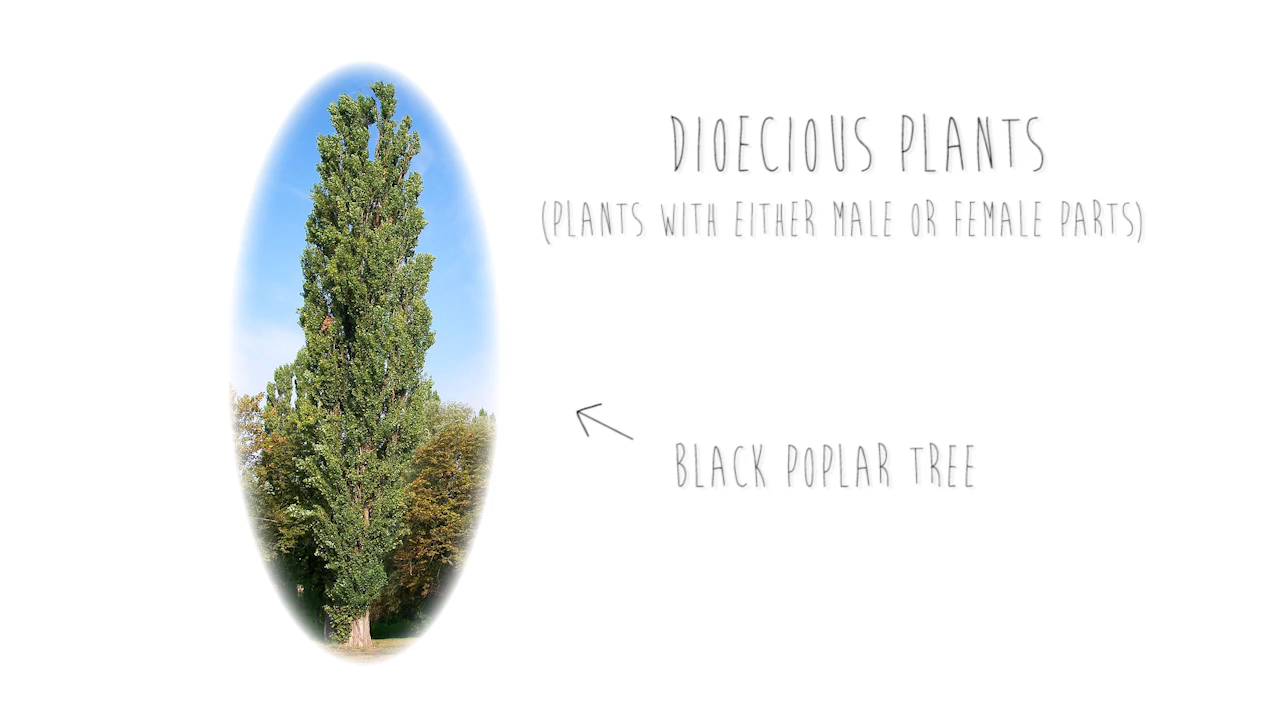 DIOECIOUS PLANTS
(PLANTS WITH EITHER MALE OR FEMALE PARTS)
BLACK POPLAR TREE